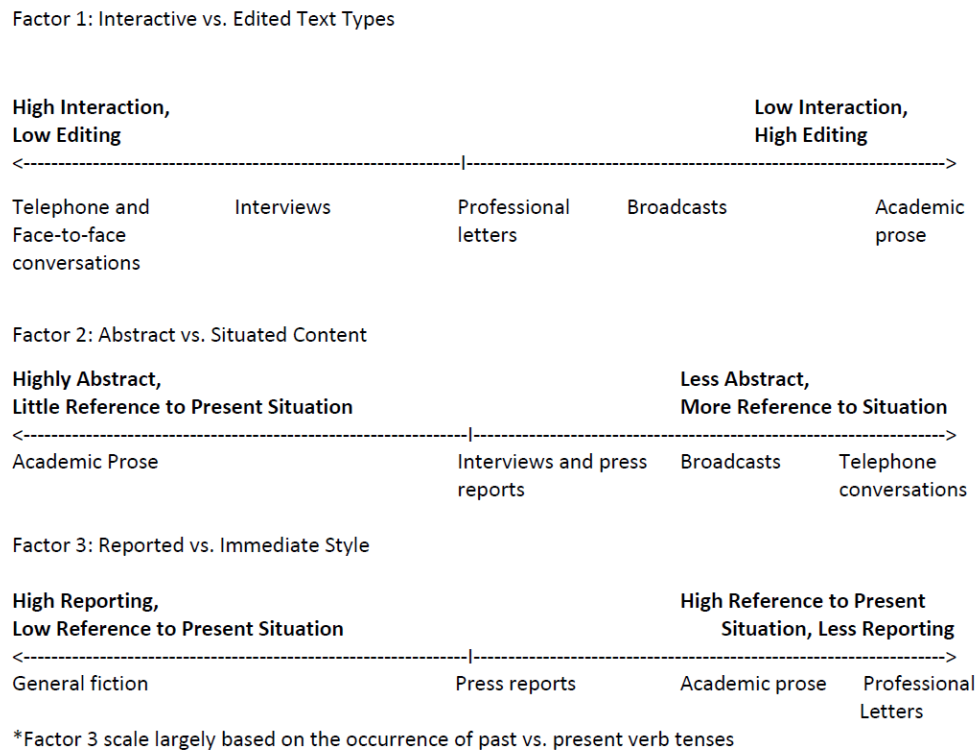 Factor 1: Interactive vs. Edited Text Types
High Interaction, Low Interaction,
Low Editing High Editing
<---------------------------------------------------------------|--------------------------------------------------------------------->
Telephone and Interviews Professional Broadcasts Academic
Face-to-face letters prose
conversations
Factor 2: Abstract vs. Situated Content
Highly Abstract, Less Abstract,
Little Reference to Present Situation More Reference to Situation
<----------------------------------------------------------------|-------------------------------------------------------------------->
Academic Prose Interviews and press Broadcasts Telephone
reports conversations
Factor 3: Reported vs. Immediate Style
High Reporting, High Reference to Present
Low Reference to Present Situation Situation, Less Reporting
<----------------------------------------------------------------|-------------------------------------------------------------------->
General fiction Press reports Academic prose Professional
Letters
*Factor 3 scale largely based on the occurrence of past vs. present verb tenses